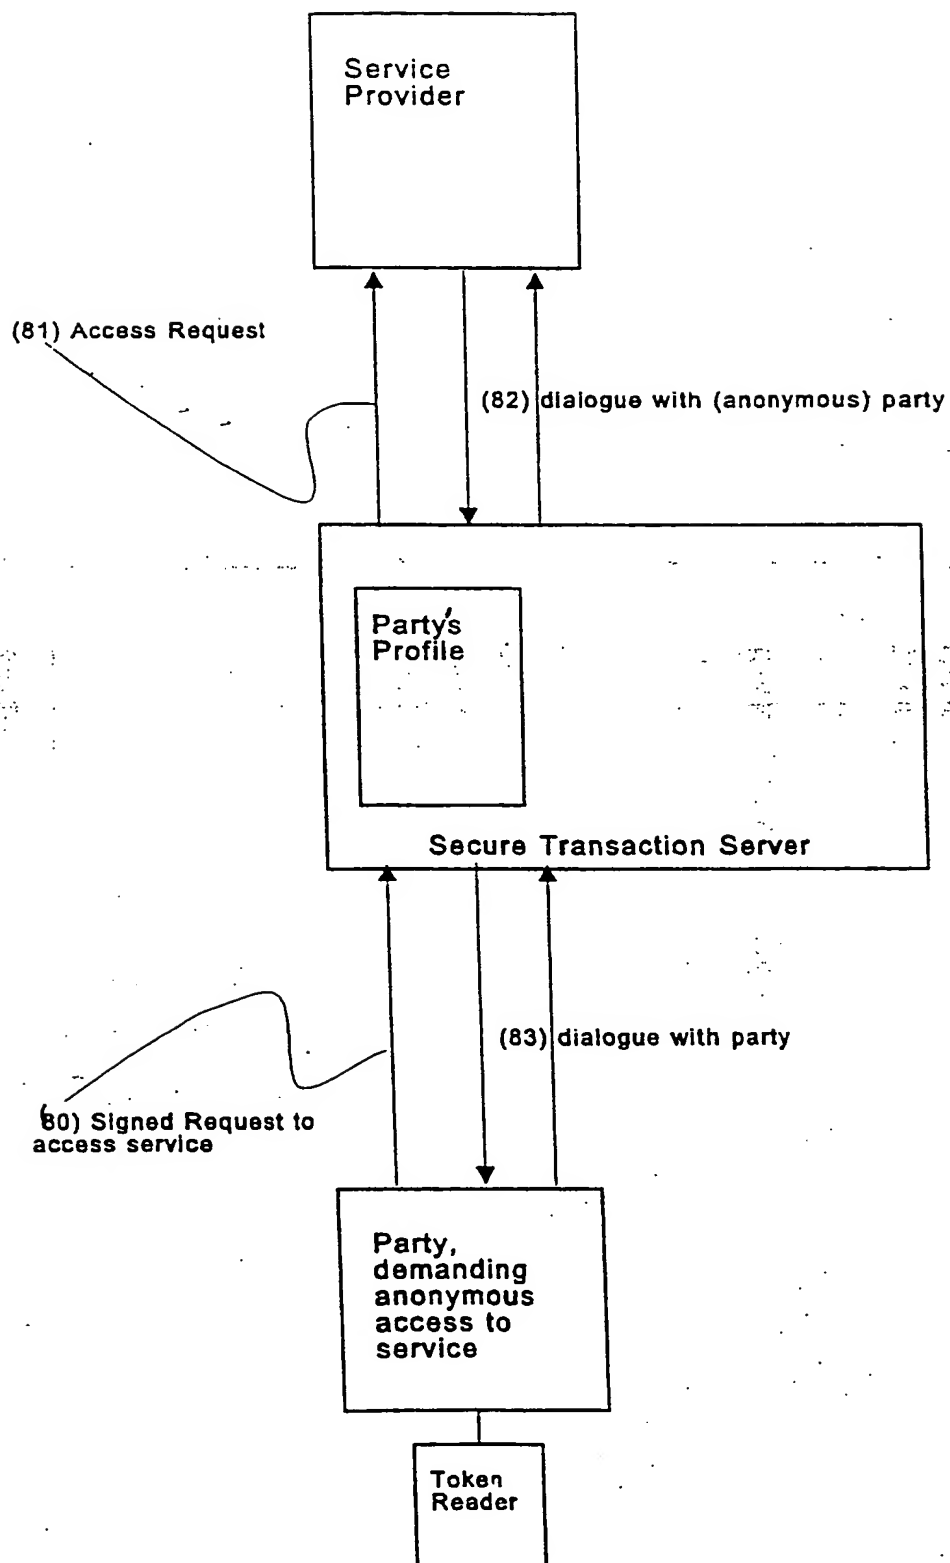 Service
Provider
(81) Access Request
(82) dialogue with (anonymous) party
Party's
Profile
Secure Transaction Server
(83) dialogue with party
(80) Signed Request to
access service
Party,
demanding
anonymous
access to
service
Token
Reader